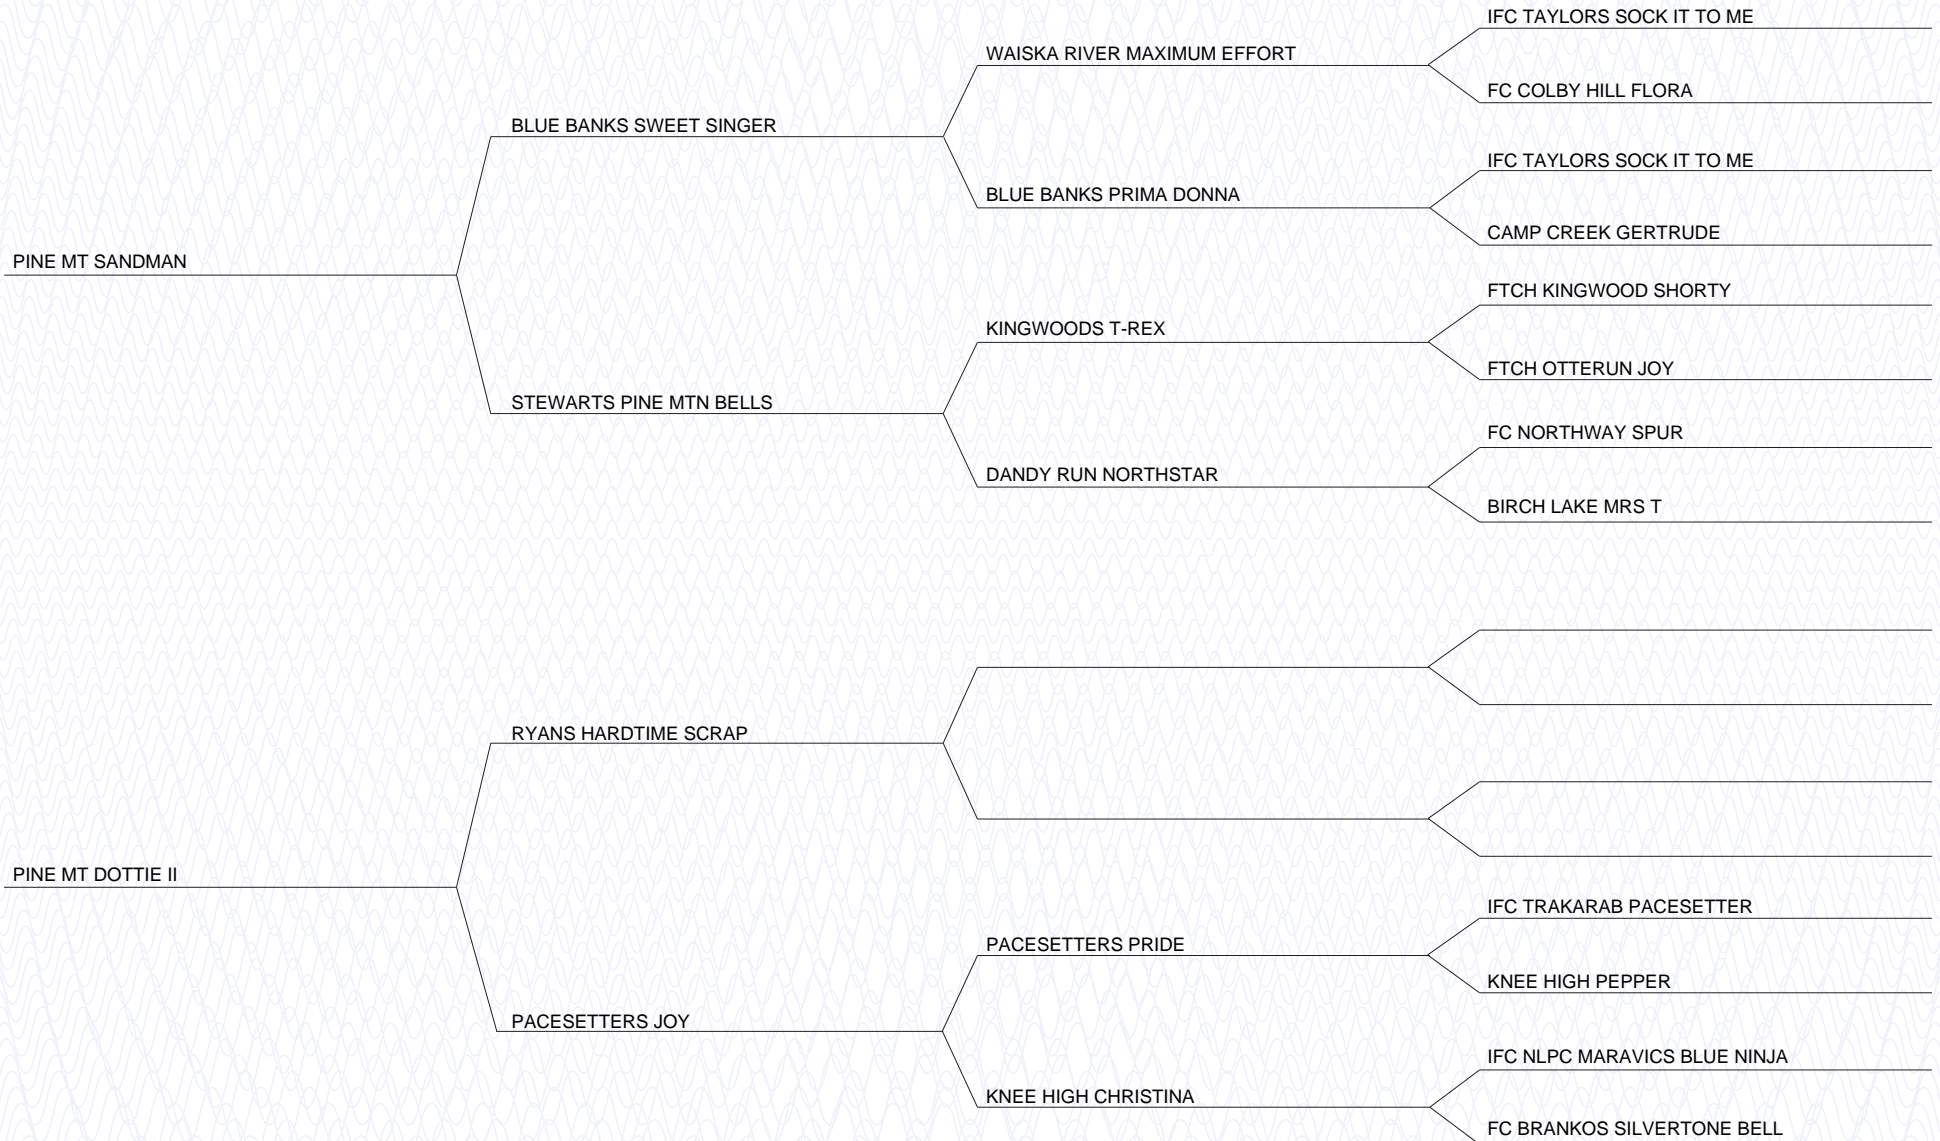 IFC TAYLORS SOCK IT TO ME
WAISKA RIVER MAXIMUM EFFORT
FC COLBY HILL FLORA
BLUE BANKS SWEET SINGER
IFC TAYLORS SOCK IT TO ME
BLUE BANKS PRIMA DONNA
CAMP CREEK GERTRUDE
PINE MT SANDMAN
FTCH KINGWOOD SHORTY
KINGWOODS T-REX
FTCH OTTERUN JOY
STEWARTS PINE MTN BELLS
FC NORTHWAY SPUR
DANDY RUN NORTHSTAR
BIRCH LAKE MRS T
RYANS HARDTIME SCRAP
PINE MT DOTTIE II
IFC TRAKARAB PACESETTER
PACESETTERS PRIDE
KNEE HIGH PEPPER
PACESETTERS JOY
IFC NLPC MARAVICS BLUE NINJA
KNEE HIGH CHRISTINA
FC BRANKOS SILVERTONE BELL